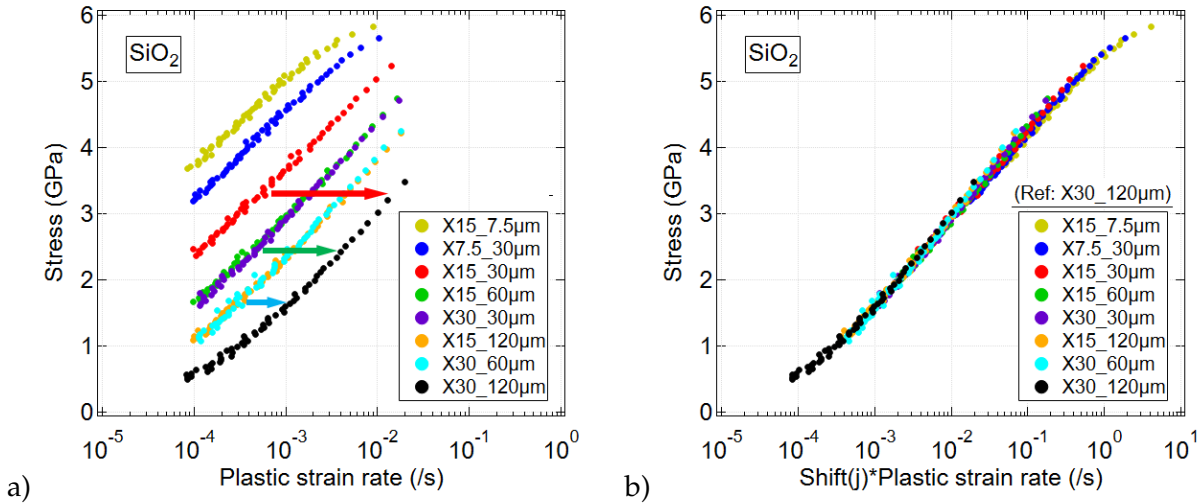 6
5
4
3
2
1
0
Stress (GPa)
SiO2
X15_7.5µm
X7.5_30µm
X15_30µm
X15_60µm
X30_30µm
X15_120µm
X30_60µm
X30_120µm
10-5 10-4 10-3 10-2 10-1 100
Plastic strain rate (/s)
a)
6
5
4
3
2
1
0
Stress (GPa)
SiO2
(Ref: X30_120µm)
X15_7.5µm
X7.5_30µm
X15_30µm
X15_60µm
X30_30µm
X15_120µm
X30_60µm
X30_120µm
10-5 10-4 10-3 10-2 10-1 100 101
Shift(j)*Plastic strain rate (/s)
b)